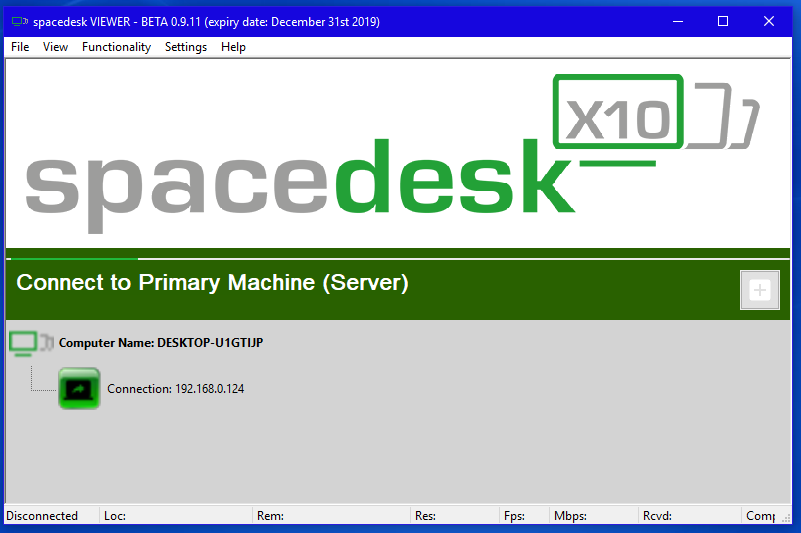 spacedesk VIEWER - BETA 0.9.11 (expiry date: December 31st 2019)
File View Functionality Settings Help
X10
spacedesk
Connect to Primary Machine (Server)
Computer Name: DESKTOP-U1GTIJP
Connection: 192.168.0.124
Disconnected Loc: Rem: Res: Fps: Mbps: Rcvd: Comp